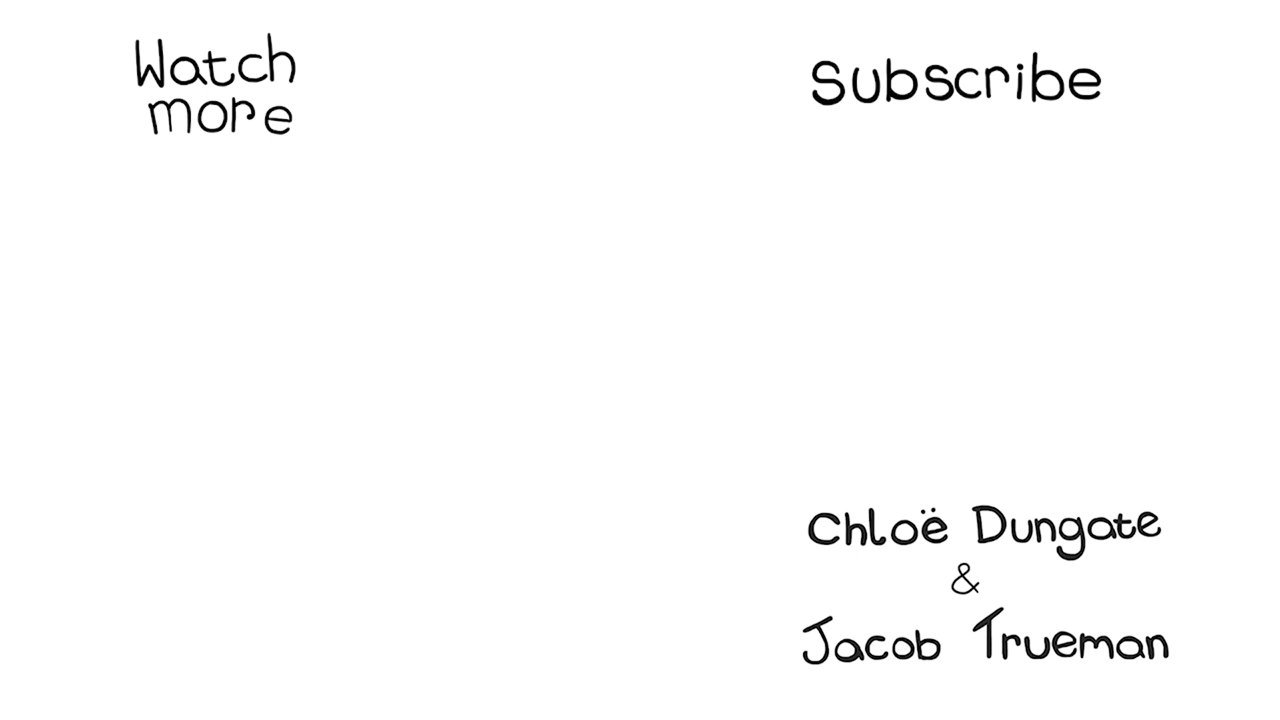 Watch
more
Subscribe
Chloë Dungate
&
Jacob Trueman